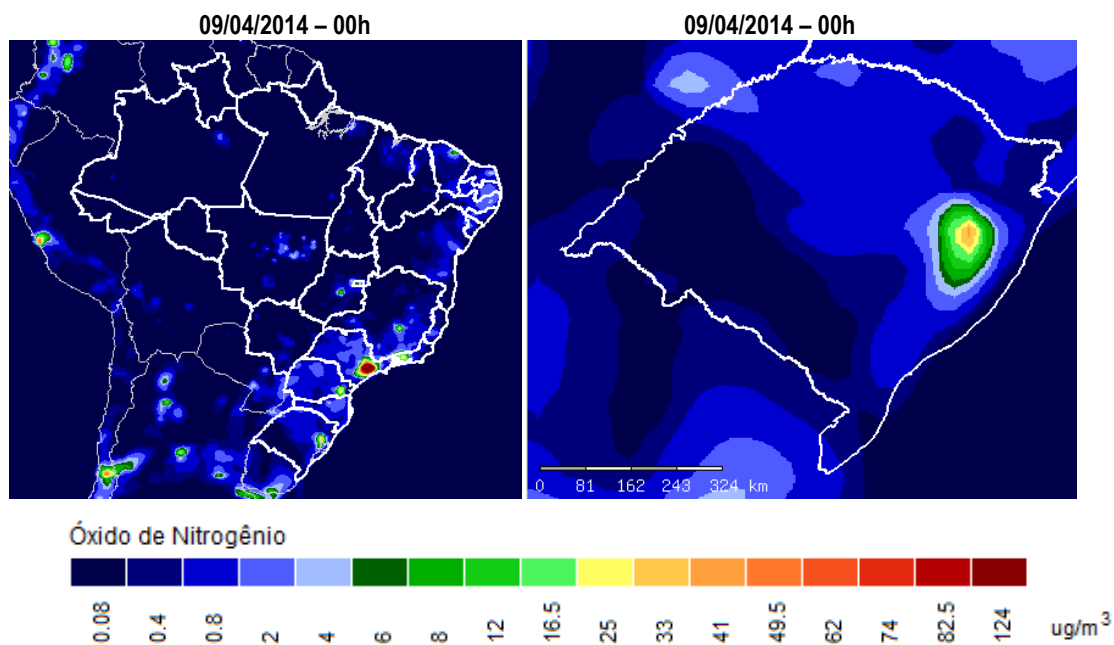 09/04/2014 – 00h
09/04/2014 – 00h
0 81 162 243 324 km
Óxido de Nitrogênio
0.08 0.4 0.8 2 4 6 8 12 16.5 25 33 41 49.5 62 74 82.5 124 ug/m³